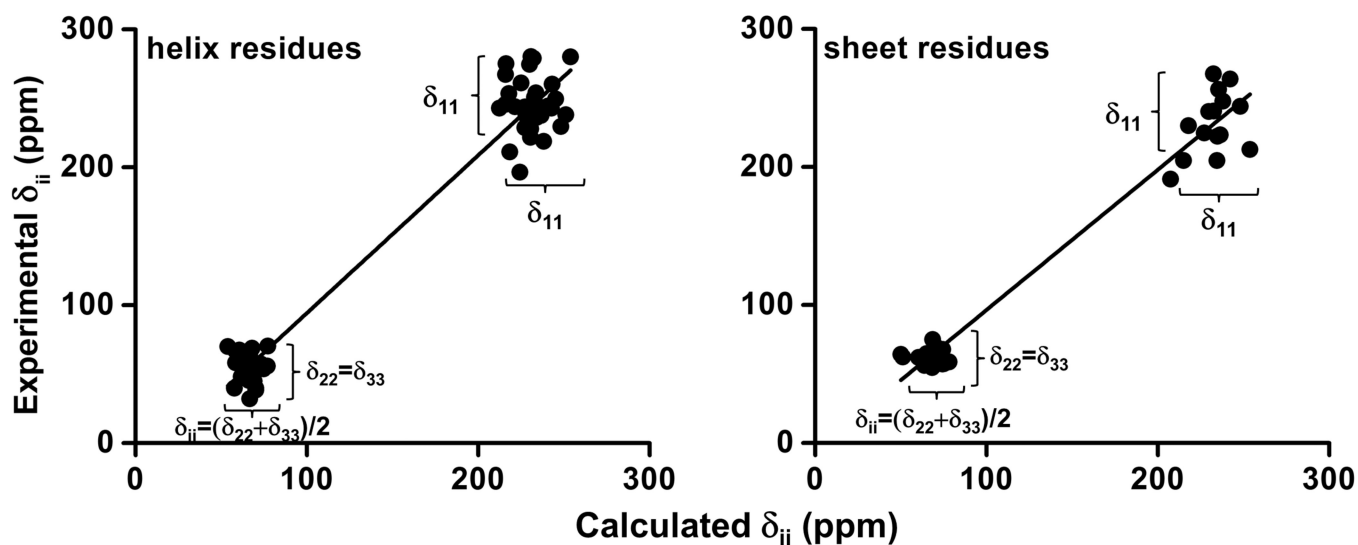 helix residues
sheet residues
Experimental δii (ppm)
300
200
100
0
δ11
δ11
δ22=δ33
δii=(δ22+δ33)/2
0
100
200
300
300
200
100
0
δ11
δ11
δ22=δ33
δii=(δ22+δ33)/2
0
100
200
300
Calculated δii (ppm)